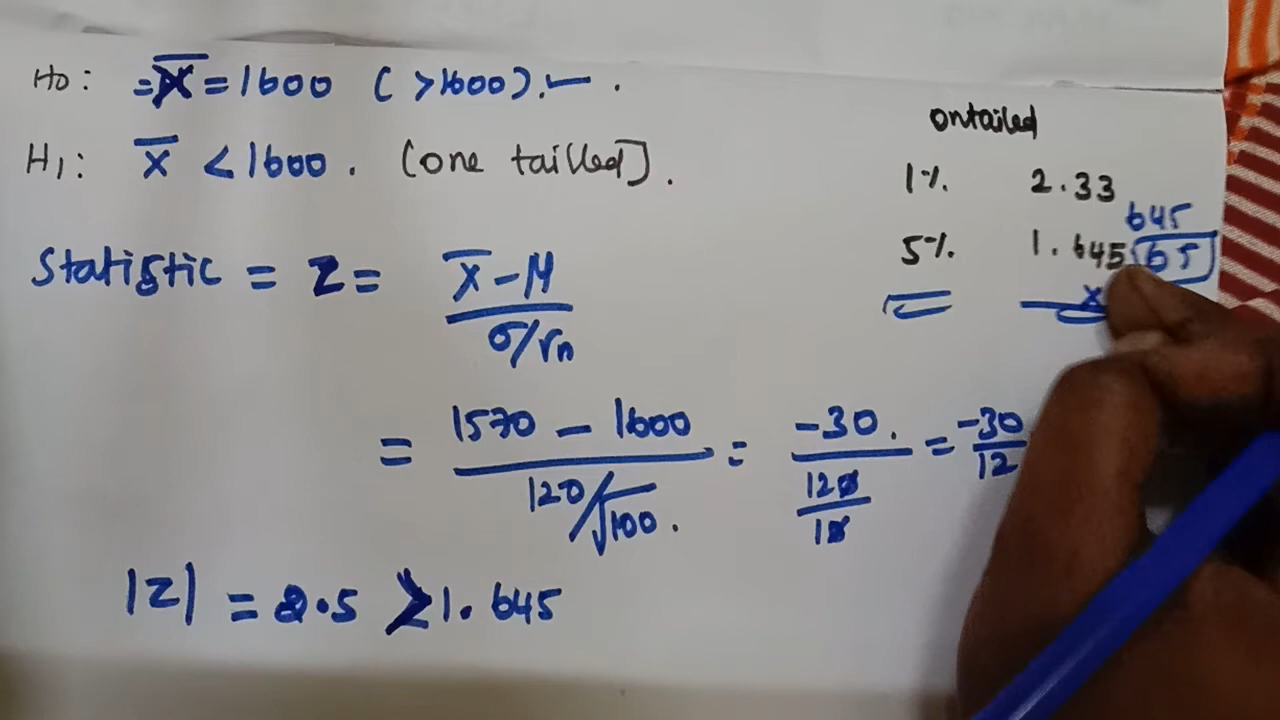 H0: = x̄ = 1600 ( >1600).
H1: x̄ < 1600. (one tailled].
ontailed
1% 2.33
645
5% 1.645 65
x
Statistic = Z = x̄ - M
σ/√n
= 1570 - 1600 = -30. = -30
120/√100. 120 12
10
|z| = 2.5 > 1.645